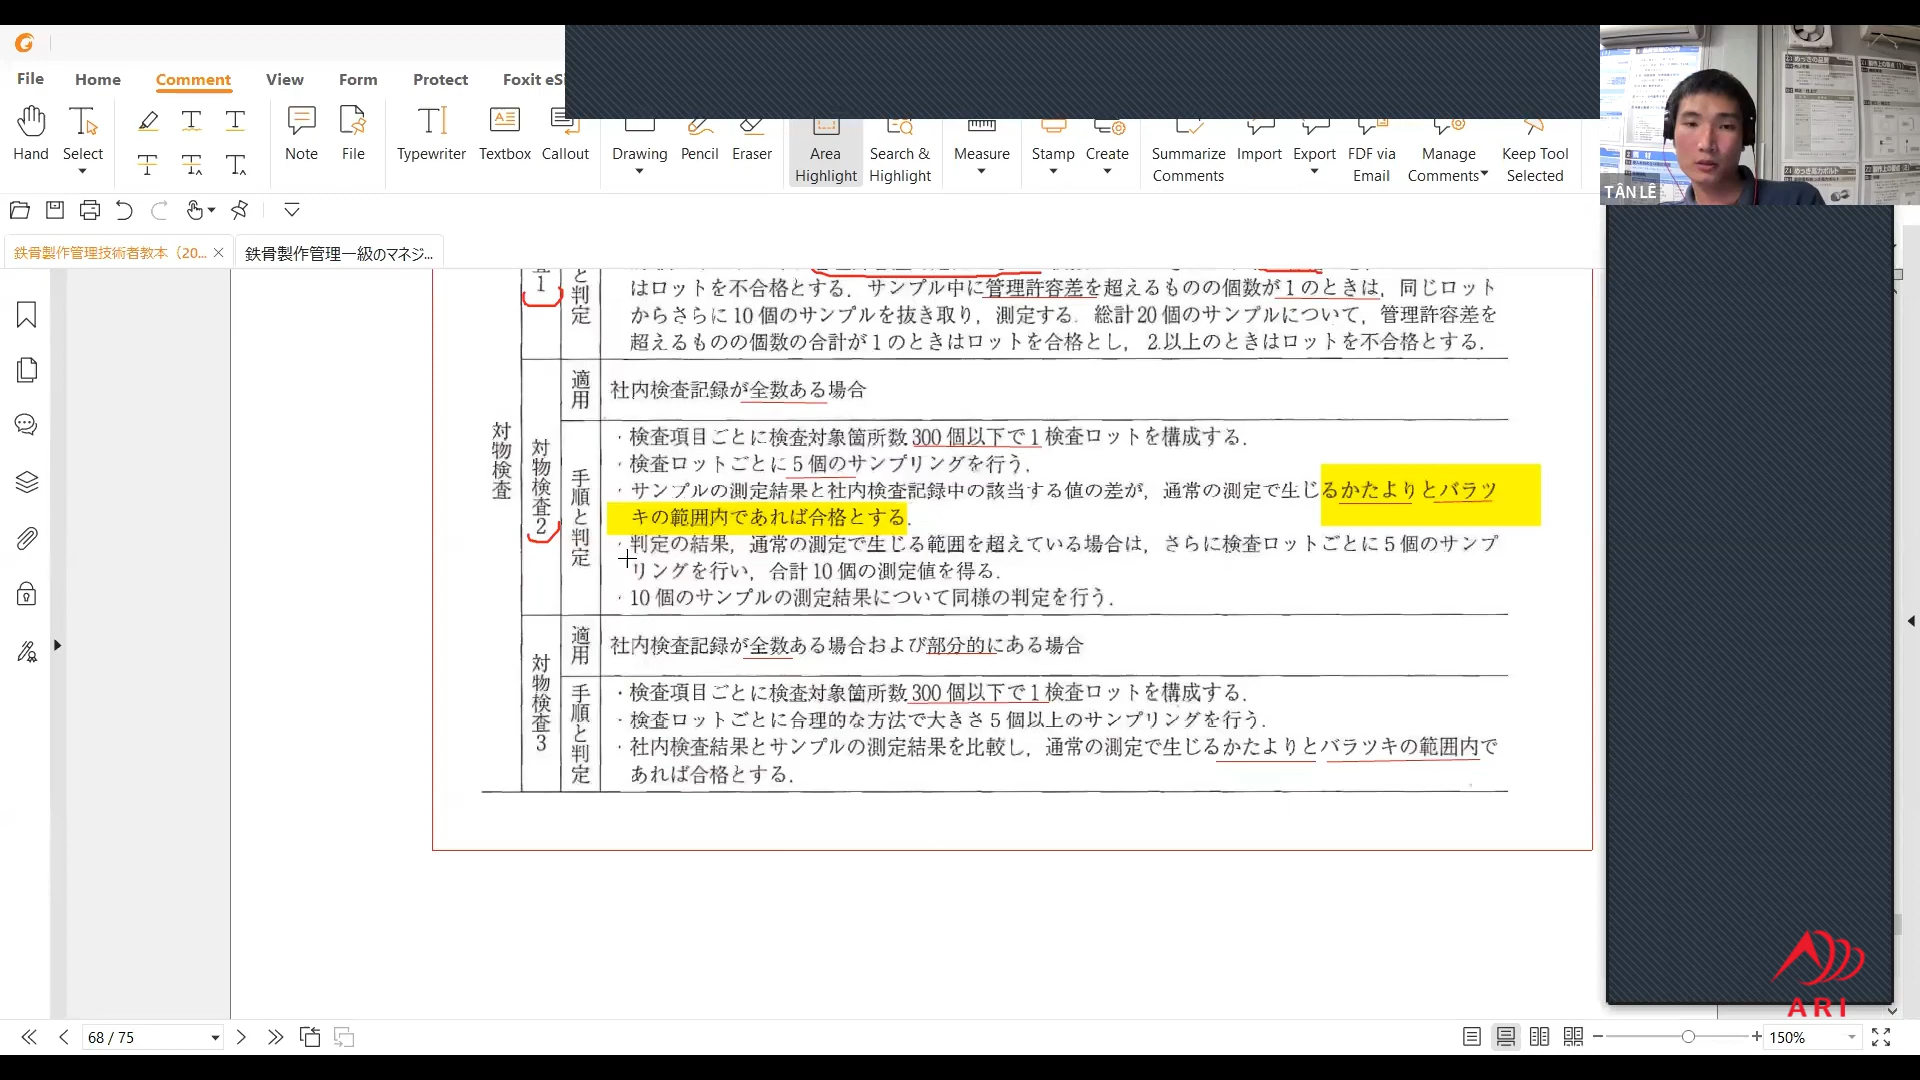 File Home Comment View Form Protect Foxit eSi
Hand Select Note File Typewriter Textbox Callout Drawing Pencil Eraser Area Highlight Search & Highlight Measure Stamp Create Summarize Comments Import Export FDF via Email Manage Comments Keep Tool Selected
TÂN LÊ
鉄骨製作管理技術者教本（20... 鉄骨製作管理一級のマネジ...
1
と判定
はロットを不合格とする．サンプル中に管理許容差を超えるものの個数が１のときは，同じロット
からさらに10個のサンプルを抜き取り，測定する．総計20個のサンプルについて，管理許容差を
超えるものの個数の合計が１のときはロットを合格とし，２以上のときはロットを不合格とする．
対物検査
対物検査2
適用
社内検査記録が全数ある場合
手順と判定
・検査項目ごとに検査対象箇所数300個以下で１検査ロットを構成する．
・検査ロットごとに５個のサンプリングを行う．
・サンプルの測定結果と社内検査記録中の該当する値の差が，通常の測定で生じるかたよりとバラツ
キの範囲内であれば合格とする．
・判定の結果，通常の測定で生じる範囲を超えている場合は，さらに検査ロットごとに５個のサンプ
リングを行い，合計10個の測定値を得る．
・10個のサンプルの測定結果について同様の判定を行う．
対物検査3
適用
社内検査記録が全数ある場合および部分的にある場合
手順と判定
・検査項目ごとに検査対象箇所数300個以下で１検査ロットを構成する．
・検査ロットごとに合理的な方法で大きさ５個以上のサンプリングを行う．
・社内検査結果とサンプルの測定結果を比較し，通常の測定で生じるかたよりとバラツキの範囲内で
あれば合格とする．
ARI
68 / 75
150%